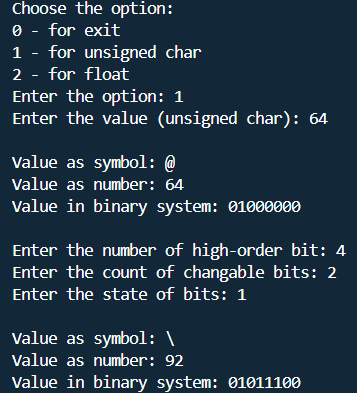 Choose the option:
0 - for exit
1 - for unsigned char
2 - for float
Enter the option: 1
Enter the value (unsigned char): 64
Value as symbol: @
Value as number: 64
Value in binary system: 01000000
Enter the number of high-order bit: 4
Enter the count of changable bits: 2
Enter the state of bits: 1
Value as symbol: \
Value as number: 92
Value in binary system: 01011100